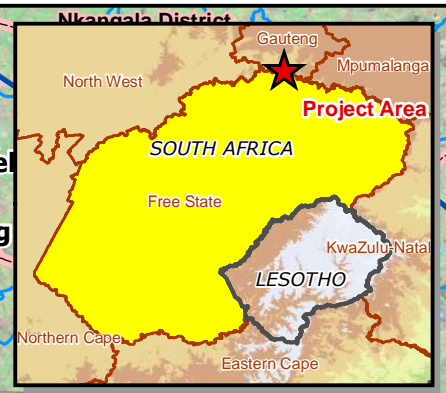 Nkangala District
Gauteng
North West
Mpumalanga
Project Area
SOUTH AFRICA
Free State
KwaZulu-Natal
LESOTHO
Northern Cape
Eastern Cape